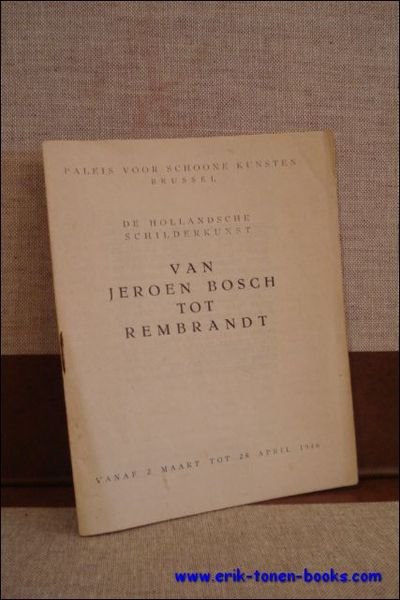 PALEIS VOOR SCHOONE KUNSTEN
BRUSSEL
DE HOLLANDSCHE
SCHILDERKUNST
VAN
JEROEN BOSCH
TOT
REMBRANDT
VANAF 2 MAART TOT 28 APRIL 1946
www.erik-tonen-books.com